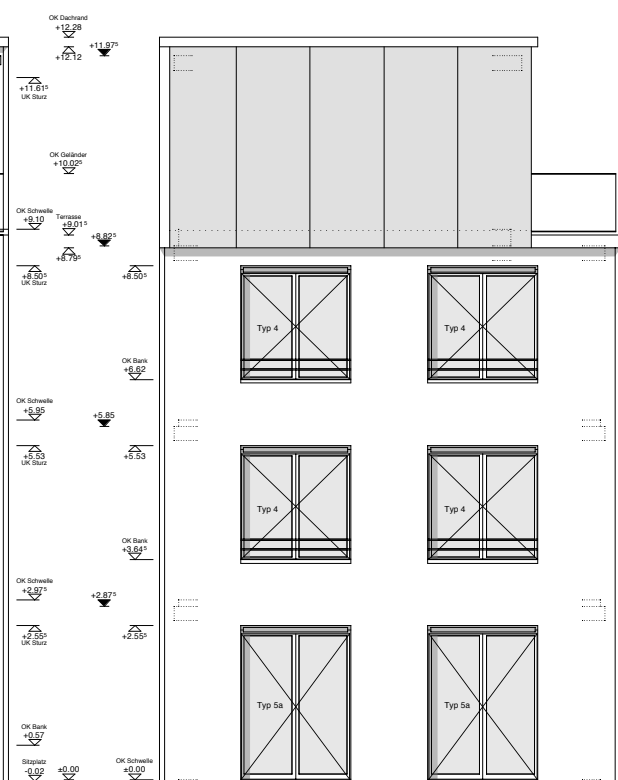 OK Dachrand
+12.28
+11.97⁵
+12.12
+11.61⁵
UK Sturz
OK Geländer
+10.02⁵
OK Schwelle
+9.10
Terrasse
+9.01⁵
+8.82⁵
+8.79⁵
+8.50⁵
UK Sturz
+8.50⁵
Typ 4
Typ 4
OK Bank
+6.62
OK Schwelle
+5.95
+5.85
+5.53
UK Sturz
+5.53
Typ 4
Typ 4
OK Bank
+3.64⁵
OK Schwelle
+2.97⁵
+2.87⁵
+2.55⁵
UK Sturz
+2.55⁵
Typ 5a
Typ 5a
OK Bank
+0.57
Sitzplatz
-0.02
±0.00
OK Schwelle
±0.00